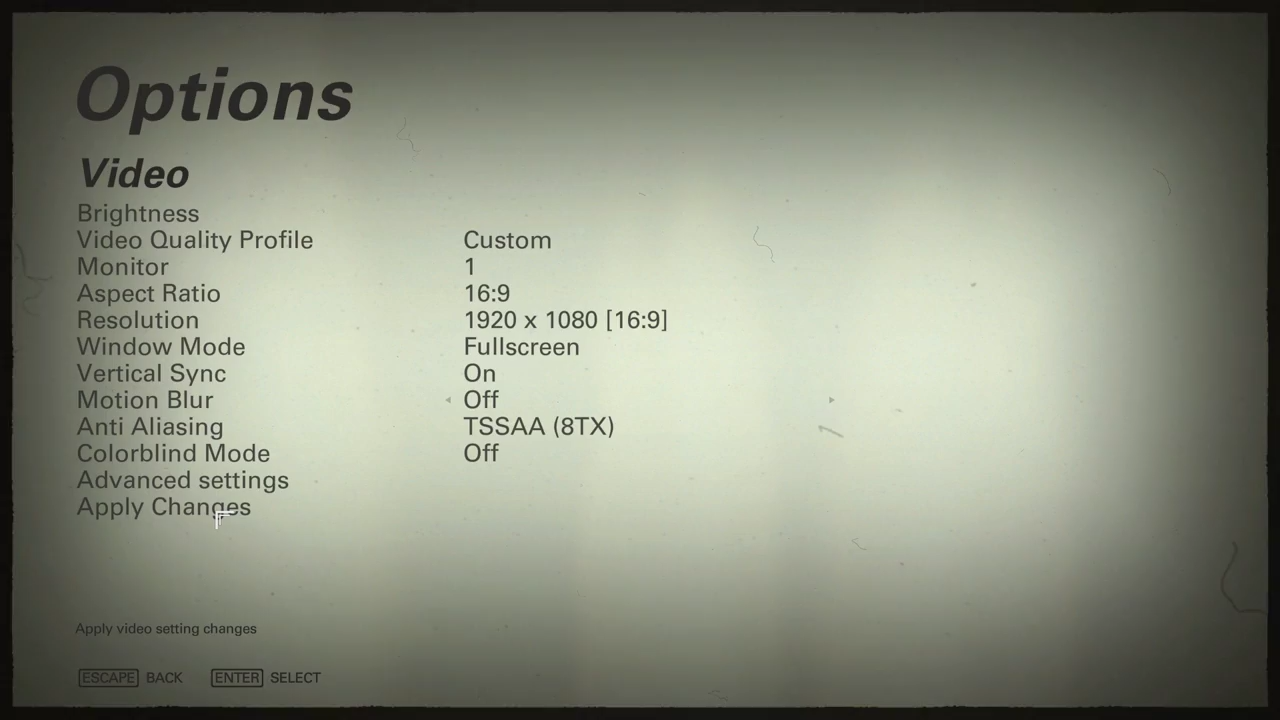 Options
Video
Brightness
Video Quality Profile Custom
Monitor 1
Aspect Ratio 16:9
Resolution 1920 x 1080 [16:9]
Window Mode Fullscreen
Vertical Sync On
Motion Blur Off
Anti Aliasing TSSAA (8TX)
Colorblind Mode Off
Advanced settings
Apply Changes
Apply video setting changes
ESCAPE BACK ENTER SELECT